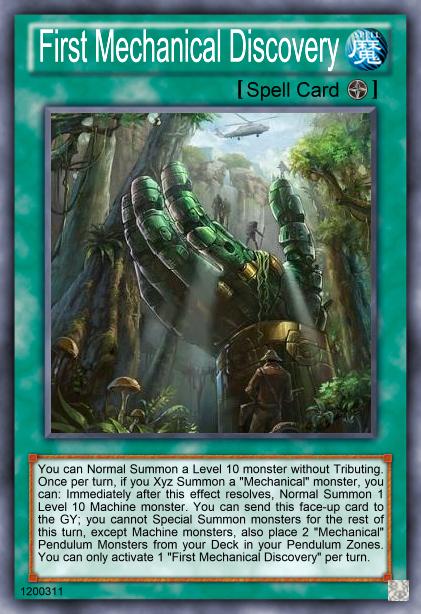 First Mechanical Discovery
SPELL
魔
[ Spell Card ]
You can Normal Summon a Level 10 monster without Tributing.
Once per turn, if you Xyz Summon a "Mechanical" monster, you
can: Immediately after this effect resolves, Normal Summon 1
Level 10 Machine monster. You can send this face-up card to
the GY; you cannot Special Summon monsters for the rest of
this turn, except Machine monsters, also place 2 "Mechanical"
Pendulum Monsters from your Deck in your Pendulum Zones.
You can only activate 1 "First Mechanical Discovery" per turn.
1200311